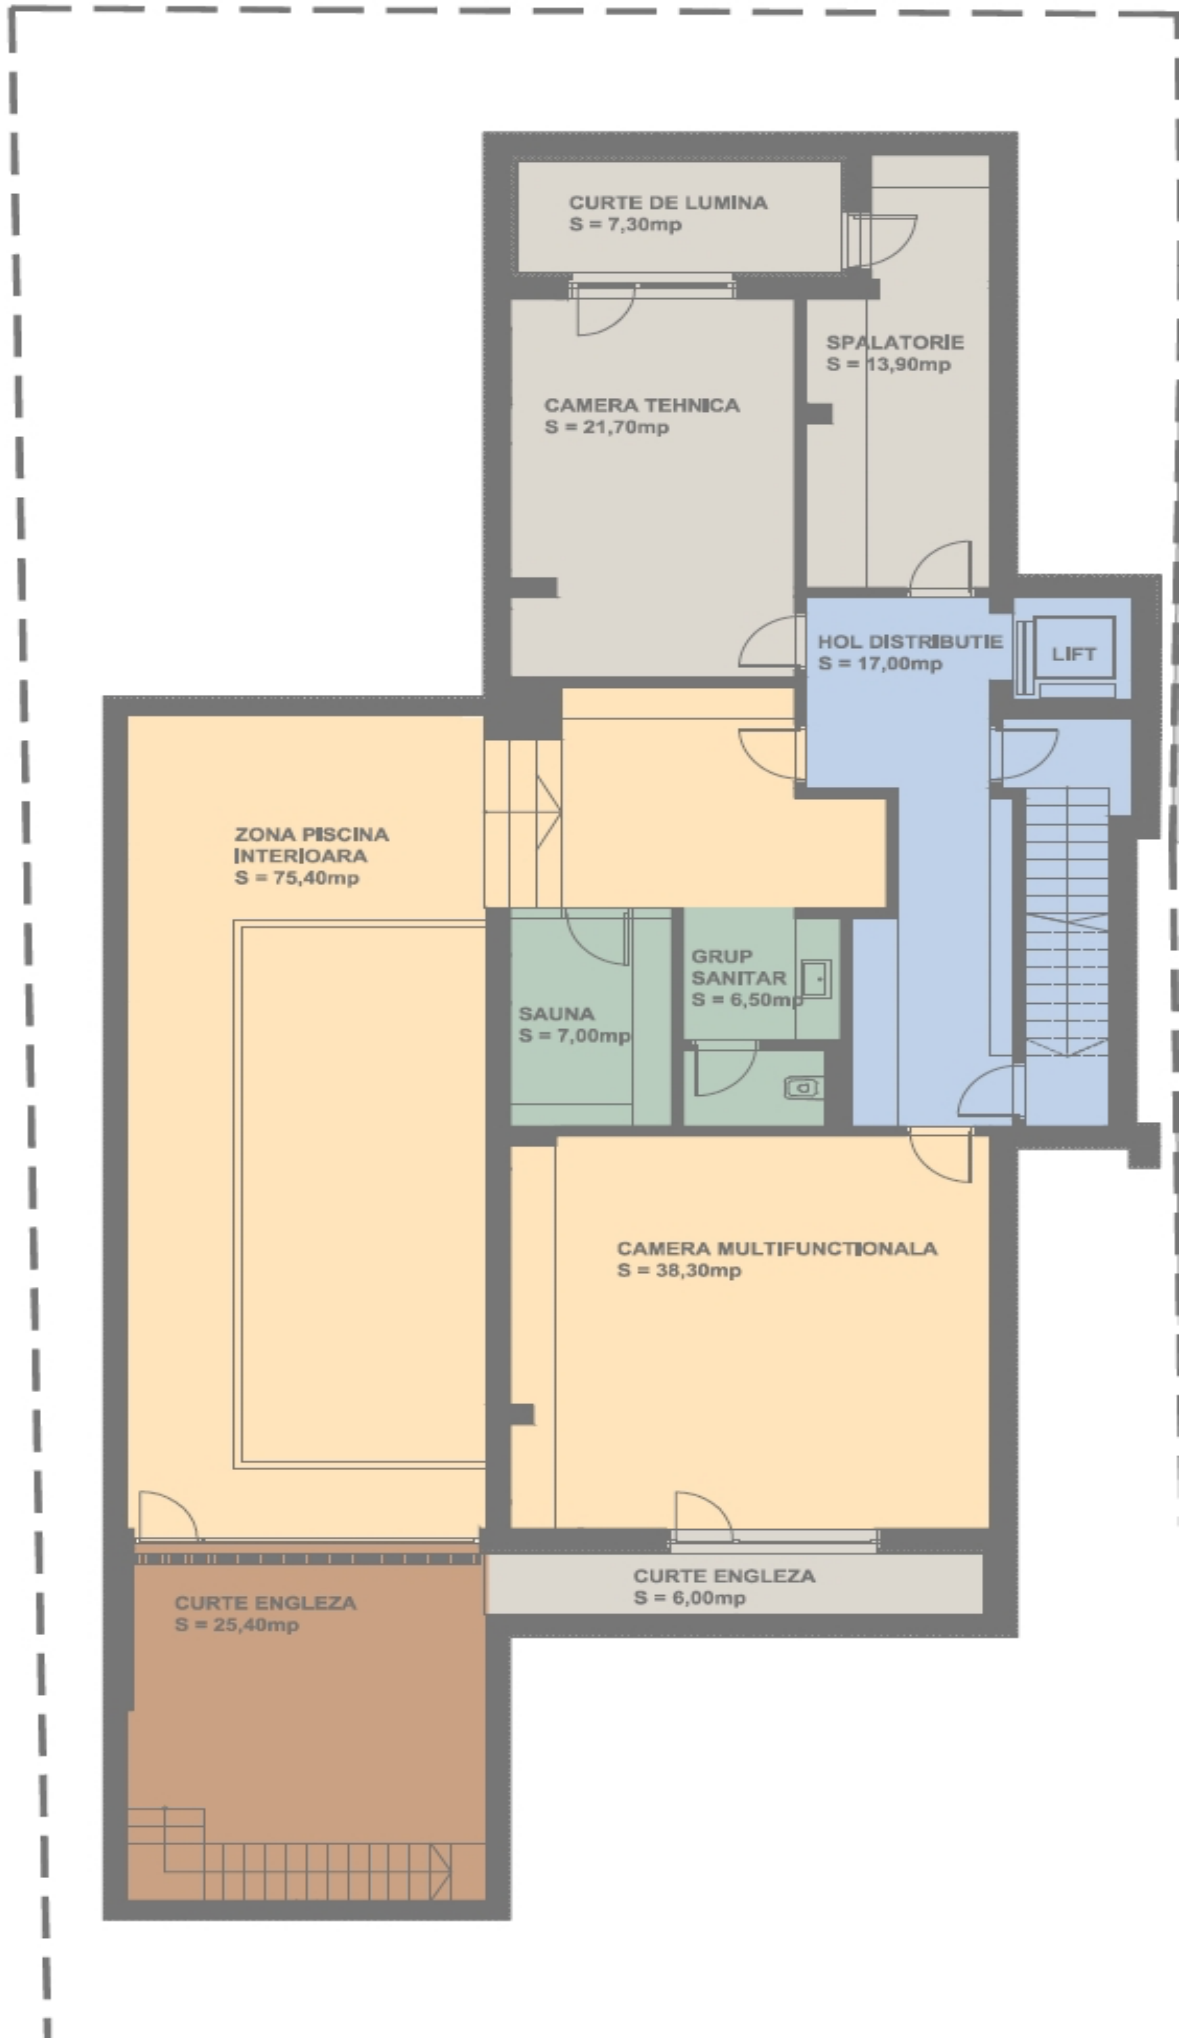 CURTE DE LUMINA
S = 7,30mp
SPALATORIE
S = 13,90mp
CAMERA TEHNICA
S = 21,70mp
HOL DISTRIBUTIE
S = 17,00mp
LIFT
ZONA PISCINA
INTERIOARA
S = 75,40mp
GRUP
SANITAR
S = 6,50mp
SAUNA
S = 7,00mp
CAMERA MULTIFUNCTIONALA
S = 38,30mp
CURTE ENGLEZA
S = 6,00mp
CURTE ENGLEZA
S = 25,40mp